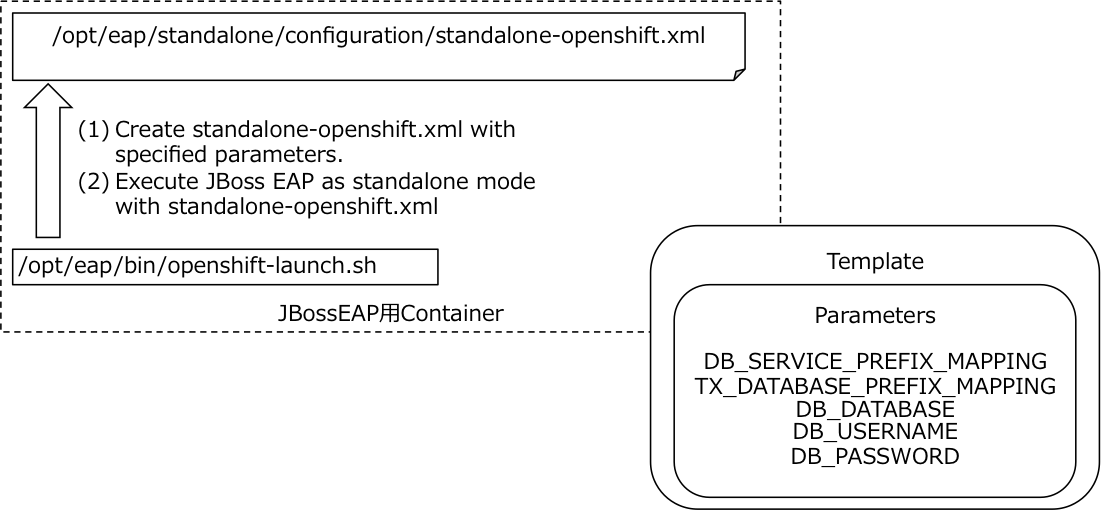 /opt/eap/standalone/configuration/standalone-openshift.xml
(1) Create standalone-openshift.xml with
specified parameters.
(2) Execute JBoss EAP as standalone mode
with standalone-openshift.xml
/opt/eap/bin/openshift-launch.sh
JBossEAP用Container
Template
Parameters
DB_SERVICE_PREFIX_MAPPING
TX_DATABASE_PREFIX_MAPPING
DB_DATABASE
DB_USERNAME
DB_PASSWORD